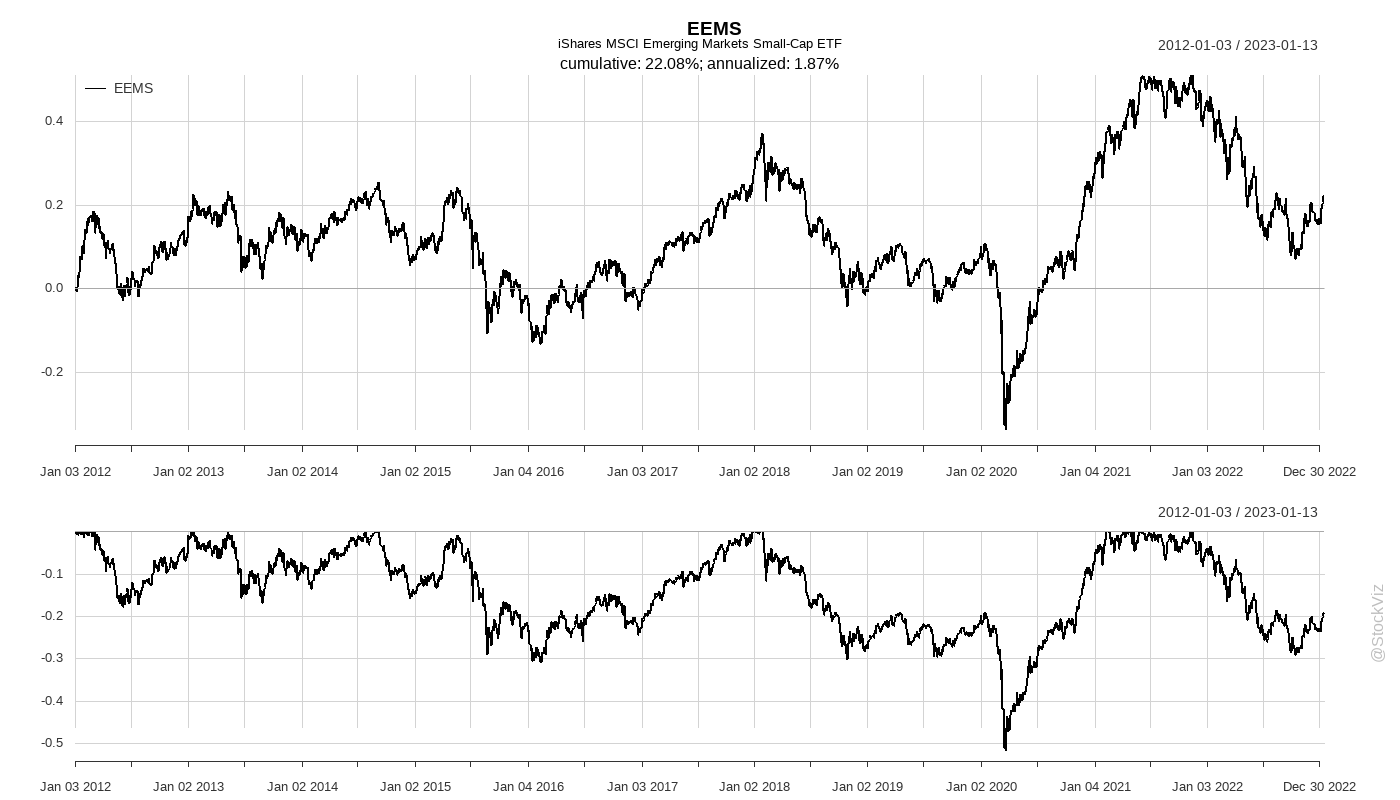 EEMS
iShares MSCI Emerging Markets Small-Cap ETF
cumulative: 22.08%; annualized: 1.87%
2012-01-03 / 2023-01-13
EEMS
0.4
0.2
0.0
-0.2
Jan 03 2012 Jan 02 2013 Jan 02 2014 Jan 02 2015 Jan 04 2016 Jan 03 2017 Jan 02 2018 Jan 02 2019 Jan 02 2020 Jan 04 2021 Jan 03 2022 Dec 30 2022
2012-01-03 / 2023-01-13
-0.1
-0.2
-0.3
-0.4
-0.5
Jan 03 2012 Jan 02 2013 Jan 02 2014 Jan 02 2015 Jan 04 2016 Jan 03 2017 Jan 02 2018 Jan 02 2019 Jan 02 2020 Jan 04 2021 Jan 03 2022 Dec 30 2022
@StockViz